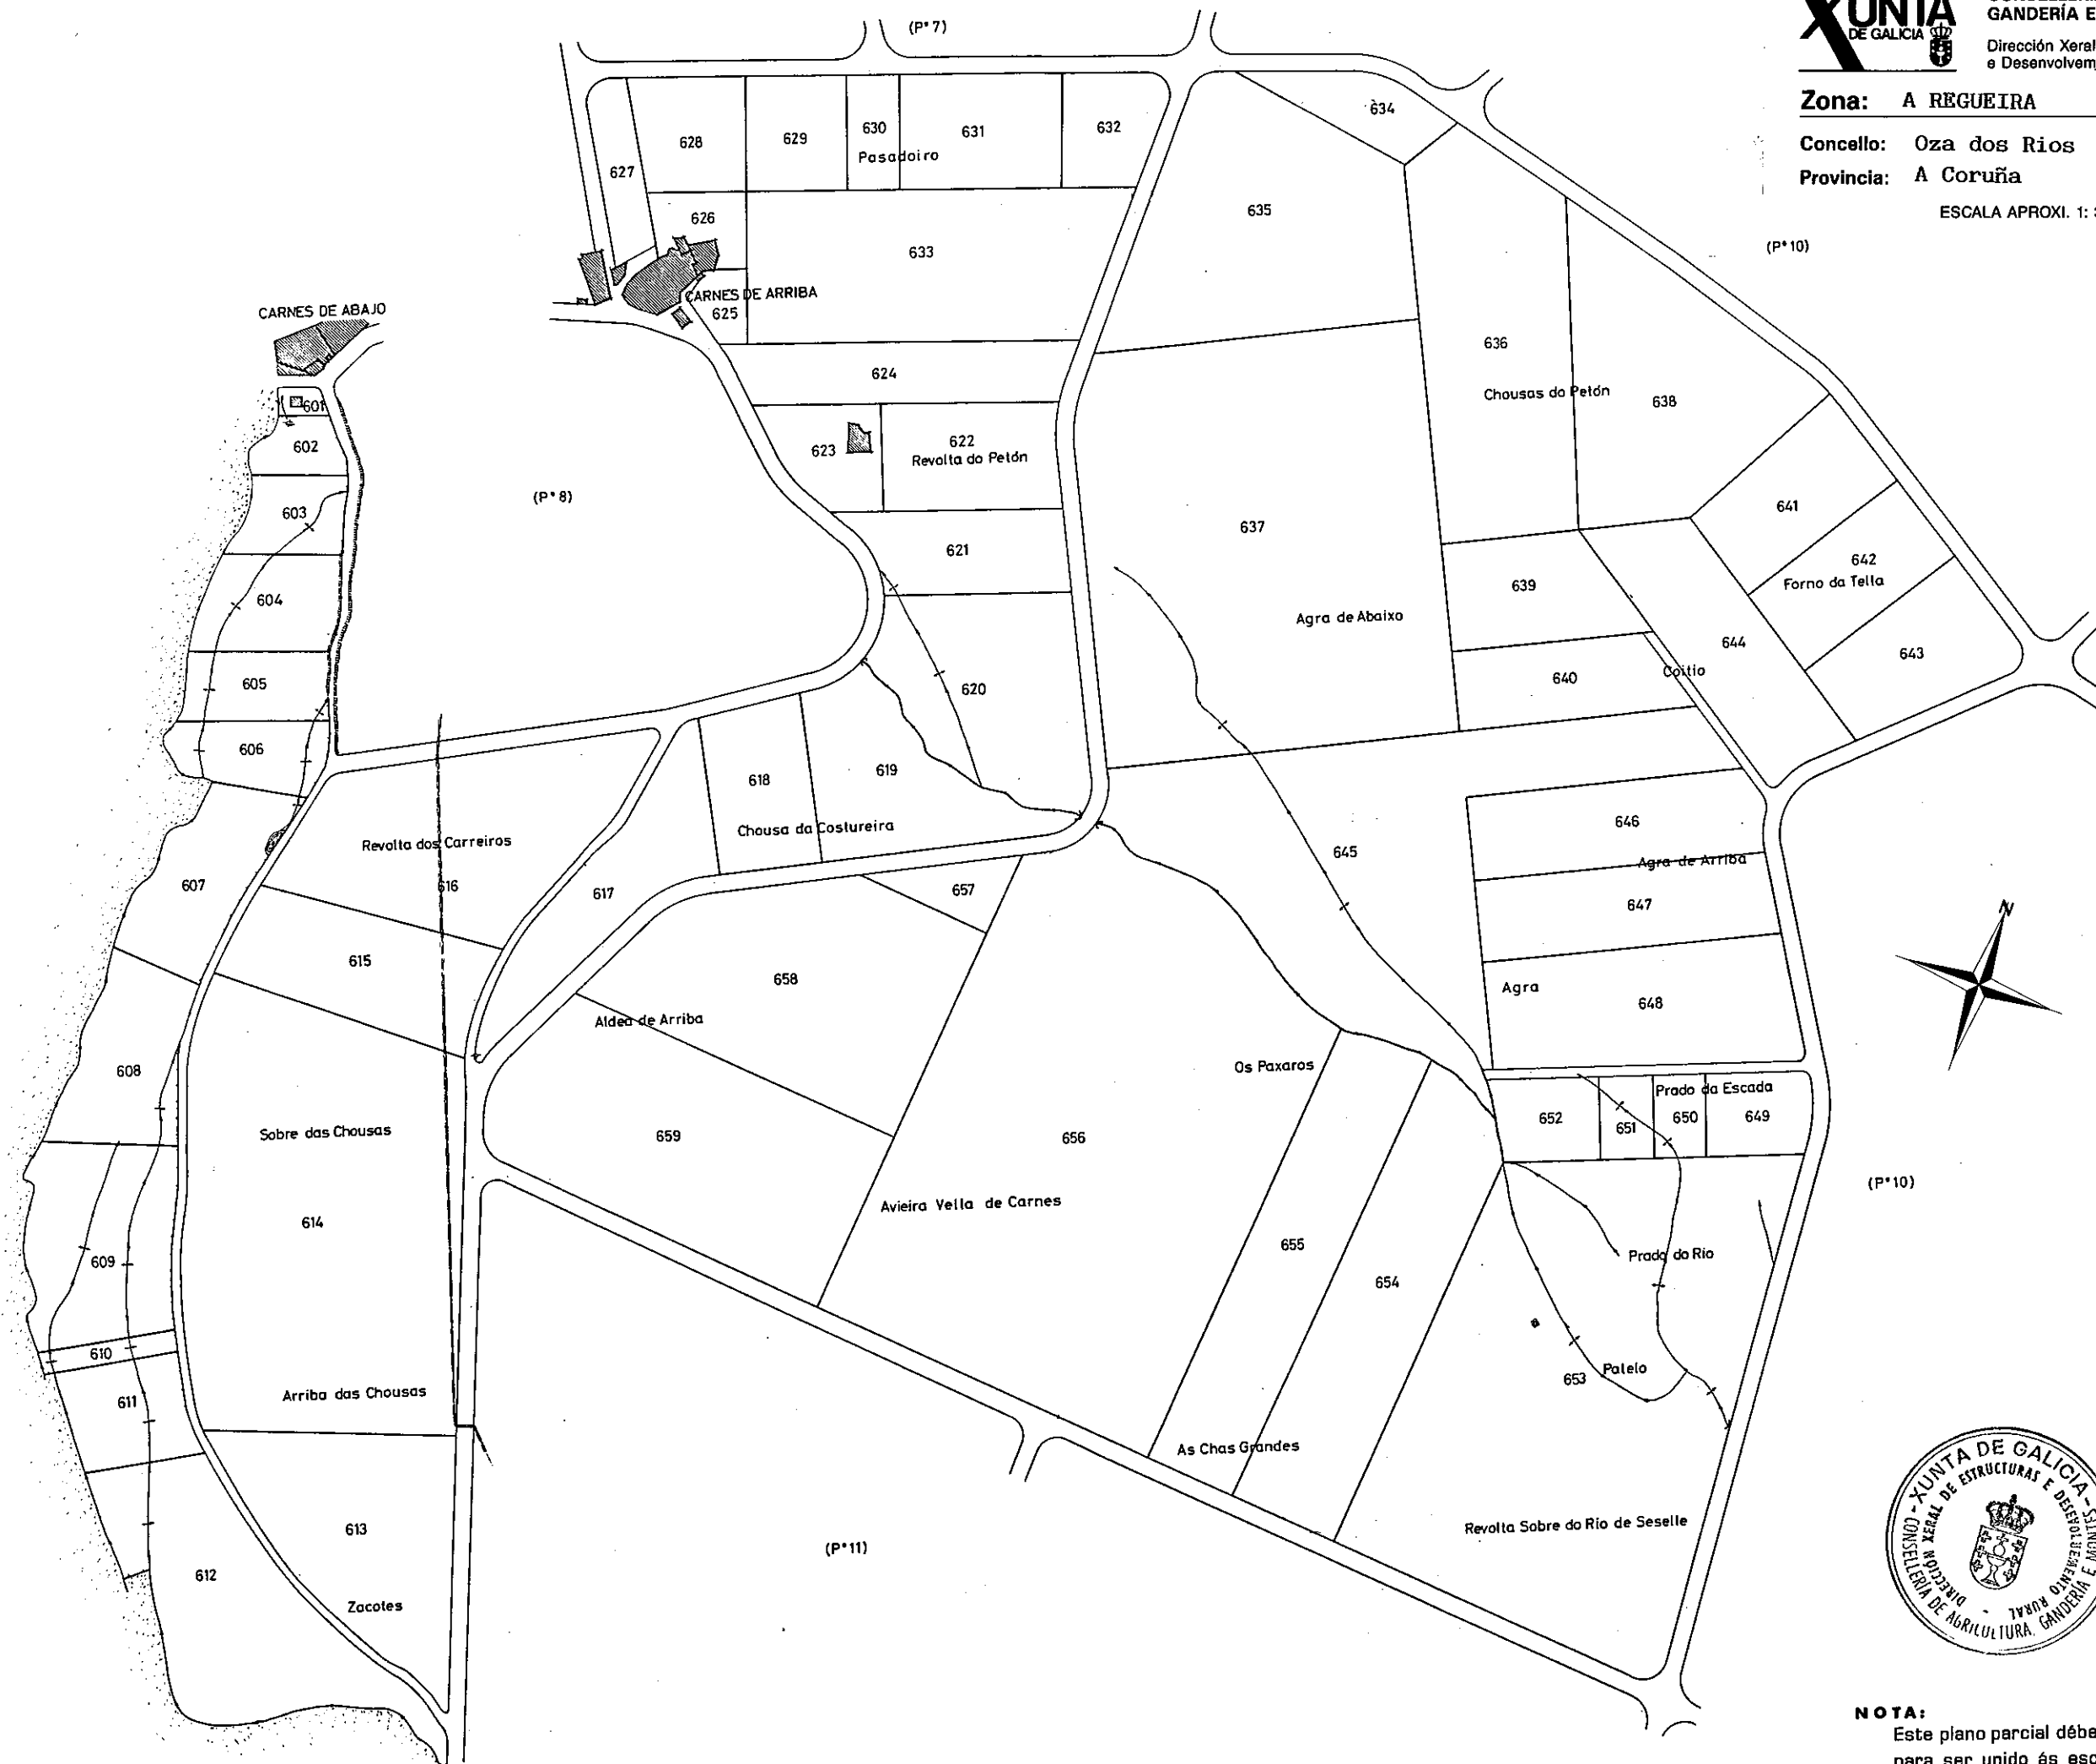 (Pª 7)
XUNTA
DE GALICIA
GANDERÍA E
Dirección Xeral
e Desenvolvem
Zona: A REGUEIRA
Concello: Oza dos Rios
Provincia: A Coruña
ESCALA APROXI. 1:
(Pª 10)
634
628
629
630
631
632
Pasadoiro
627
626
635
633
CARNES DE ARRIBA
625
CARNES DE ABAJO
636
624
Chousas do Petón
638
601
602
623
622
Revolta do Petón
(Pª 8)
603
637
641
621
642
Forno da Tella
639
604
Agra de Abaixo
644
643
Coitio
640
605
620
606
618
619
646
Chousa da Costureira
Revolta dos Carreiros
645
Agra de Arriba
607
616
617
657
647
N
615
658
Agra
648
Aldea de Arriba
608
Os Paxaros
Prado da Escada
652
651
650
649
Sobre das Chousas
659
656
(Pª 10)
Avieira Vella de Carnes
614
655
Prado do Rio
609
654
610
653
Patelo
611
Arriba das Chousas
As Chas Grandes
613
Revolta Sobre do Rio de Seselle
(Pª 11)
612
Zacotes
XUNTA DE GALICIA - CONSELLERÍA DE AGRICULTURA, GANDERÍA E MONTES
DIRECCIÓN XERAL DE ESTRUCTURAS E DESEVOLUEMENTO RURAL -
NOTA:
Este plano parcial débe
para ser unido ás esc